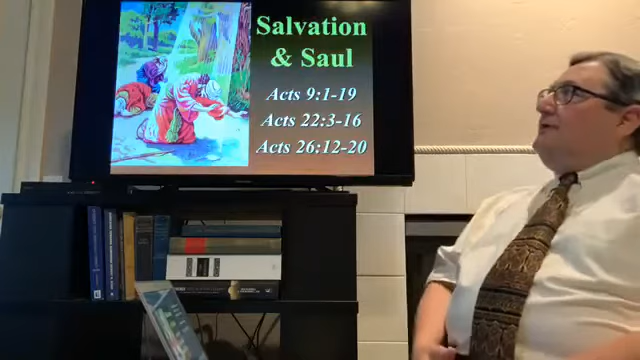 Salvation
& Saul
Acts 9:1-19
Acts 22:3-16
Acts 26:12-20